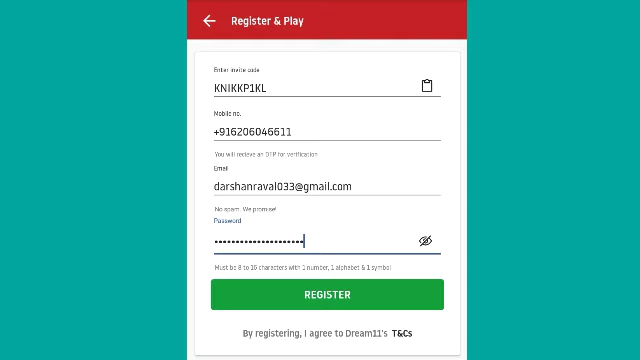 Register & Play
Enter invite code
KNIKKP1KL
Mobile no.
+916206046611
You will recieve an OTP for verification
Email
darshanraval033@gmail.com
No spam. We promise!
Password
•••••••••••••••••••••
Must be 8 to 16 characters with 1 number, 1 alphabet & 1 symbol
REGISTER
By registering, I agree to Dream11's T&Cs